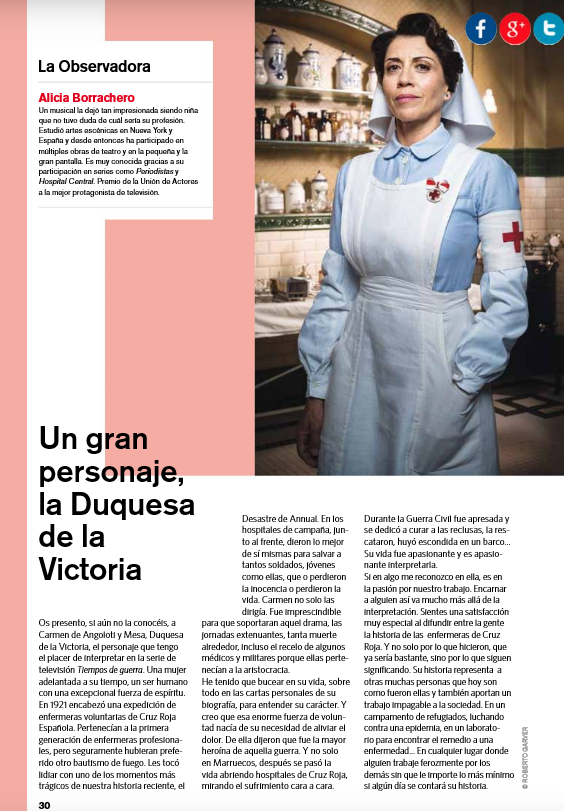 f
g+
t
La Observadora
Alicia Borrachero
Un musical la dejó tan impresionada siendo niña
que no tuvo duda de cuál sería su profesión.
Estudió artes escénicas en Nueva York y
España y desde entonces ha participado en
múltiples obras de teatro y en la pequeña y la
gran pantalla. Es muy conocida gracias a su
participación en series como Periodistas y
Hospital Central. Premio de la Unión de Actores
a la mejor protagonista de televisión.
Un gran
personaje,
la Duquesa
de la
Victoria
Os presento, si aún no la conocéis, a
Carmen de Angoloti y Mesa, Duquesa
de la Victoria, el personaje que tengo
el placer de interpretar en la serie de
televisión Tiempos de guerra. Una mujer
adelantada a su tiempo, un ser humano
con una excepcional fuerza de espíritu.
En 1921 encabezó una expedición de
enfermeras voluntarias de Cruz Roja
Española. Pertenecían a la primera
generación de enfermeras profesiona-
les, pero seguramente hubieran prefe-
rido otro bautismo de fuego. Les tocó
lidiar con uno de los momentos más
trágicos de nuestra historia reciente, el
Desastre de Annual. En los
hospitales de campaña, jun-
to al frente, dieron lo mejor
de sí mismas para salvar a
tantos soldados, jóvenes
como ellas, que o perdieron
la inocencia o perdieron la
vida. Carmen no solo las
dirigía. Fue imprescindible
para que soportaran aquel drama, las
jornadas extenuantes, tanta muerte
alrededor, incluso el recelo de algunos
médicos y militares porque ellas perte-
necían a la aristocracia.
He tenido que bucear en su vida, sobre
todo en las cartas personales de su
biografía, para entender su carácter. Y
creo que esa enorme fuerza de volun-
tad nacía de su necesidad de aliviar el
dolor. De ella dijeron que fue la mayor
heroína de aquella guerra. Y no solo
en Marruecos, después se pasó la
vida abriendo hospitales de Cruz Roja,
mirando el sufrimiento cara a cara.
Durante la Guerra Civil fue apresada y
se dedicó a curar a las reclusas, la res-
cataron, huyó escondida en un barco...
Su vida fue apasionante y es apasio-
nante interpretarla.
Si en algo me reconozco en ella, es en
la pasión por nuestro trabajo. Encarnar
a alguien así va mucho más allá de la
interpretación. Sientes una satisfacción
muy especial al difundir entre la gente
la historia de las enfermeras de Cruz
Roja. Y no solo por lo que hicieron, que
ya sería bastante, sino por lo que siguen
significando. Su historia representa a
otras muchas personas que hoy son
como fueron ellas y también aportan un
trabajo impagable a la sociedad. En un
campamento de refugiados, luchando
contra una epidemia, en un laborato-
rio para encontrar el remedio a una
enfermedad... En cualquier lugar donde
alguien trabaje ferozmente por los
demás sin que le importe lo más mínimo
si algún día se contará su historia.
© ROBERTO GARVER
30